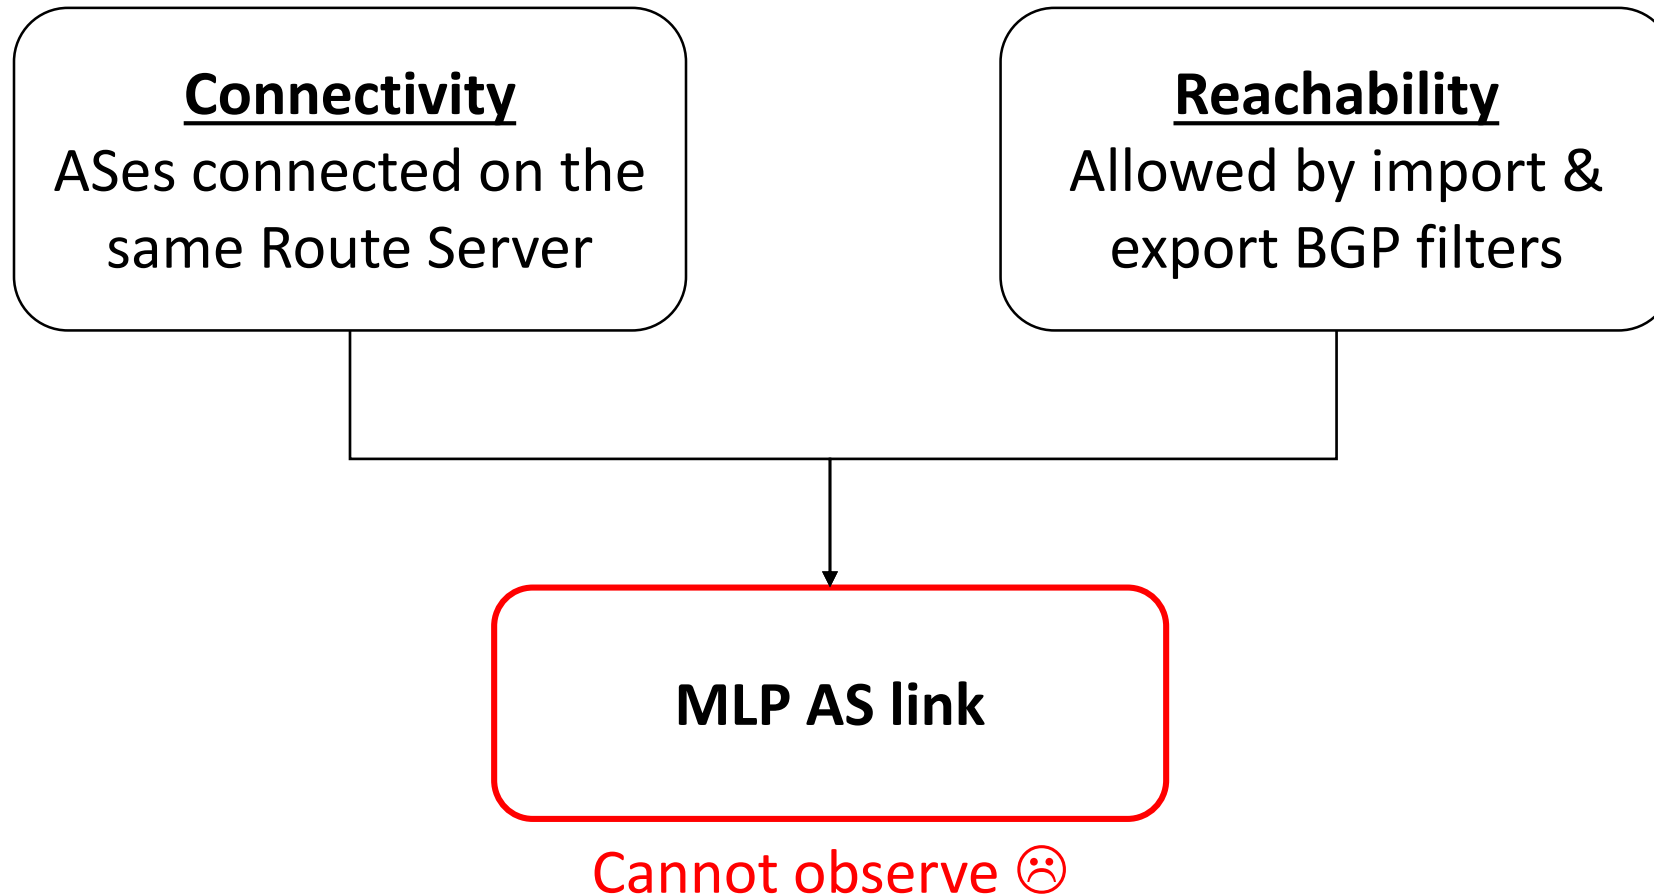 Connectivity
ASes connected on the
same Route Server
Reachability
Allowed by import &
export BGP filters
MLP AS link
Cannot observe ☹